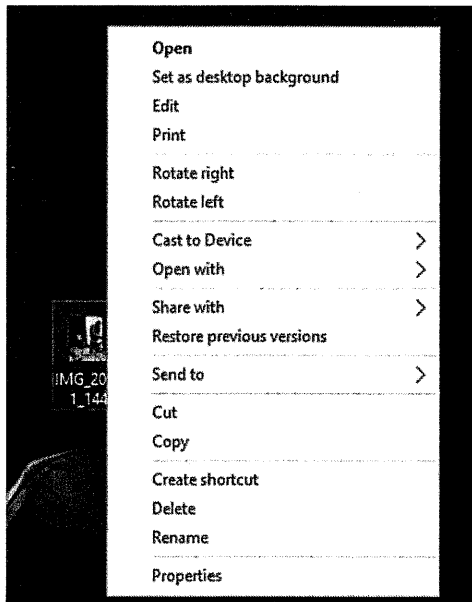 Open
Set as desktop background
Edit
Print
Rotate right
Rotate left
Cast to Device
Open with
Share with
Restore previous versions
Send to
IMG_20
1_144
Cut
Copy
Create shortcut
Delete
Rename
Properties